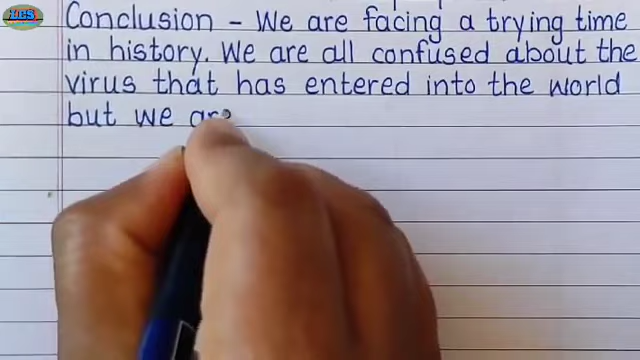 Conclusion - We are facing a trying time
in history. We are all confused about the
virus that has entered into the world
but we are